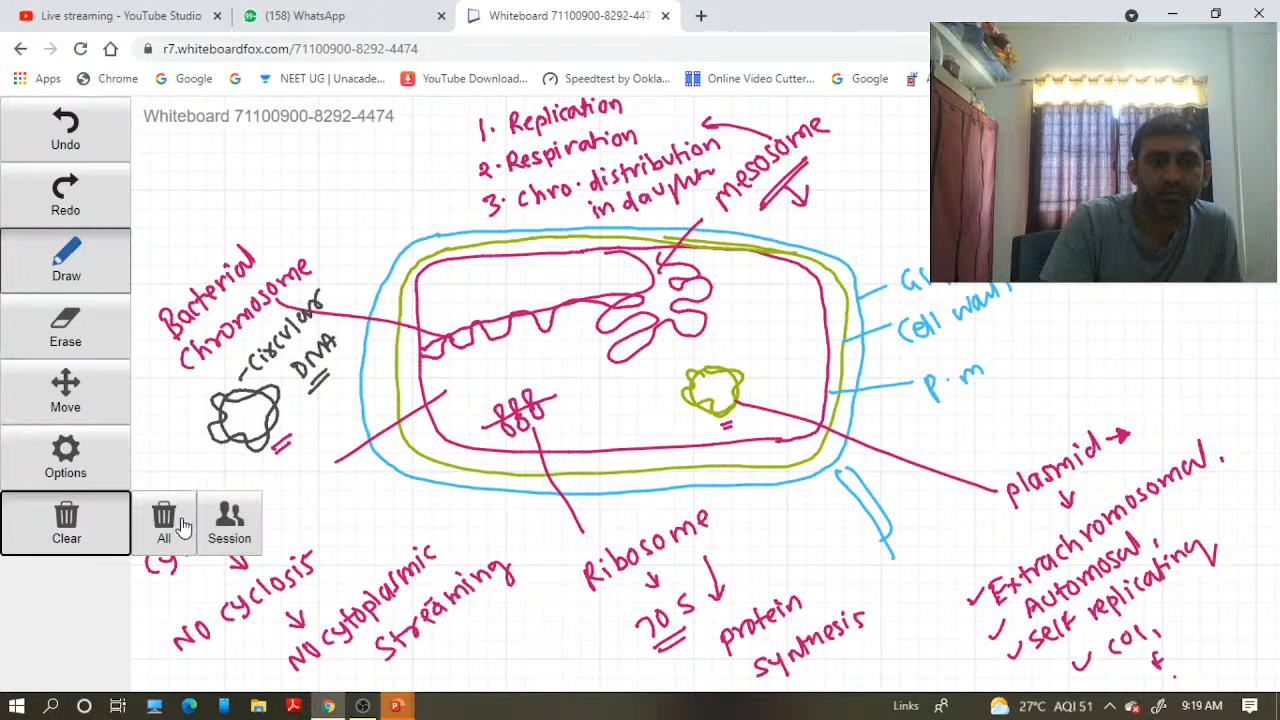 Live streaming - YouTube
(158) WhatsApp
Whiteboard 71100900-8292-447
r7.whiteboardfox.com/71100900-8292-4474
Apps
Chrome
Google
NEET UG | Unacade...
YouTube Download...
Speedtest by Ookla...
Online Video Cutter...
Google
Whiteboard 71100900-8292-4474
Undo
Redo
Draw
Erase
Move
Options
Clear
All
Session
1. Replication
2. Respiration
3. Chro. distribution
in daughter
mesosome
Bacterial
chromosome
-Circular
DNA
Cell wall
P.m
Cy
NO cyclosis
NO cytoplasmic
Streaming
Ribosome
70 S
protein
synthesis
plasmid
Extrachromosomal.
Automosal,
Self replicating
col,
f.
Links
27°C AQI 51
9:19 AM